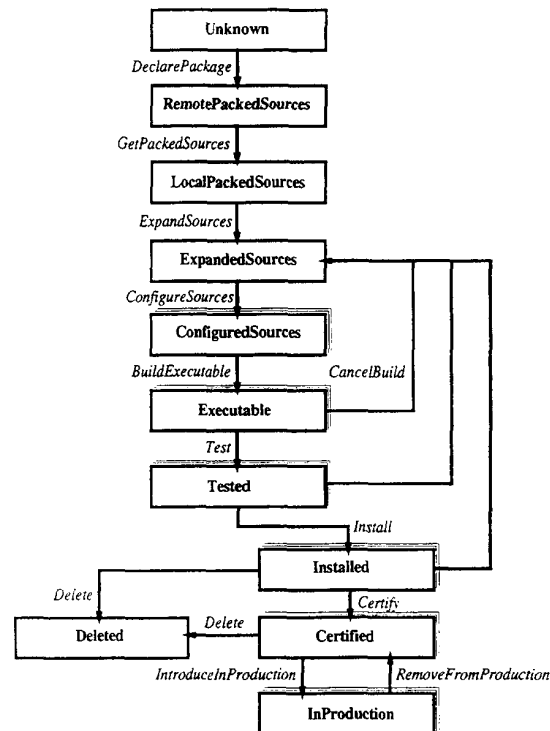 Unknown
DeclarePackage
RemotePackedSources
GetPackedSources
LocalPackedSources
ExpandSources
ExpandedSources
ConfigureSources
ConfiguredSources
BuildExecutable
CancelBuild
Executable
Test
Tested
Install
Installed
Delete
Certify
Delete
Deleted
Certified
IntroduceInProduction
RemoveFromProduction
InProduction